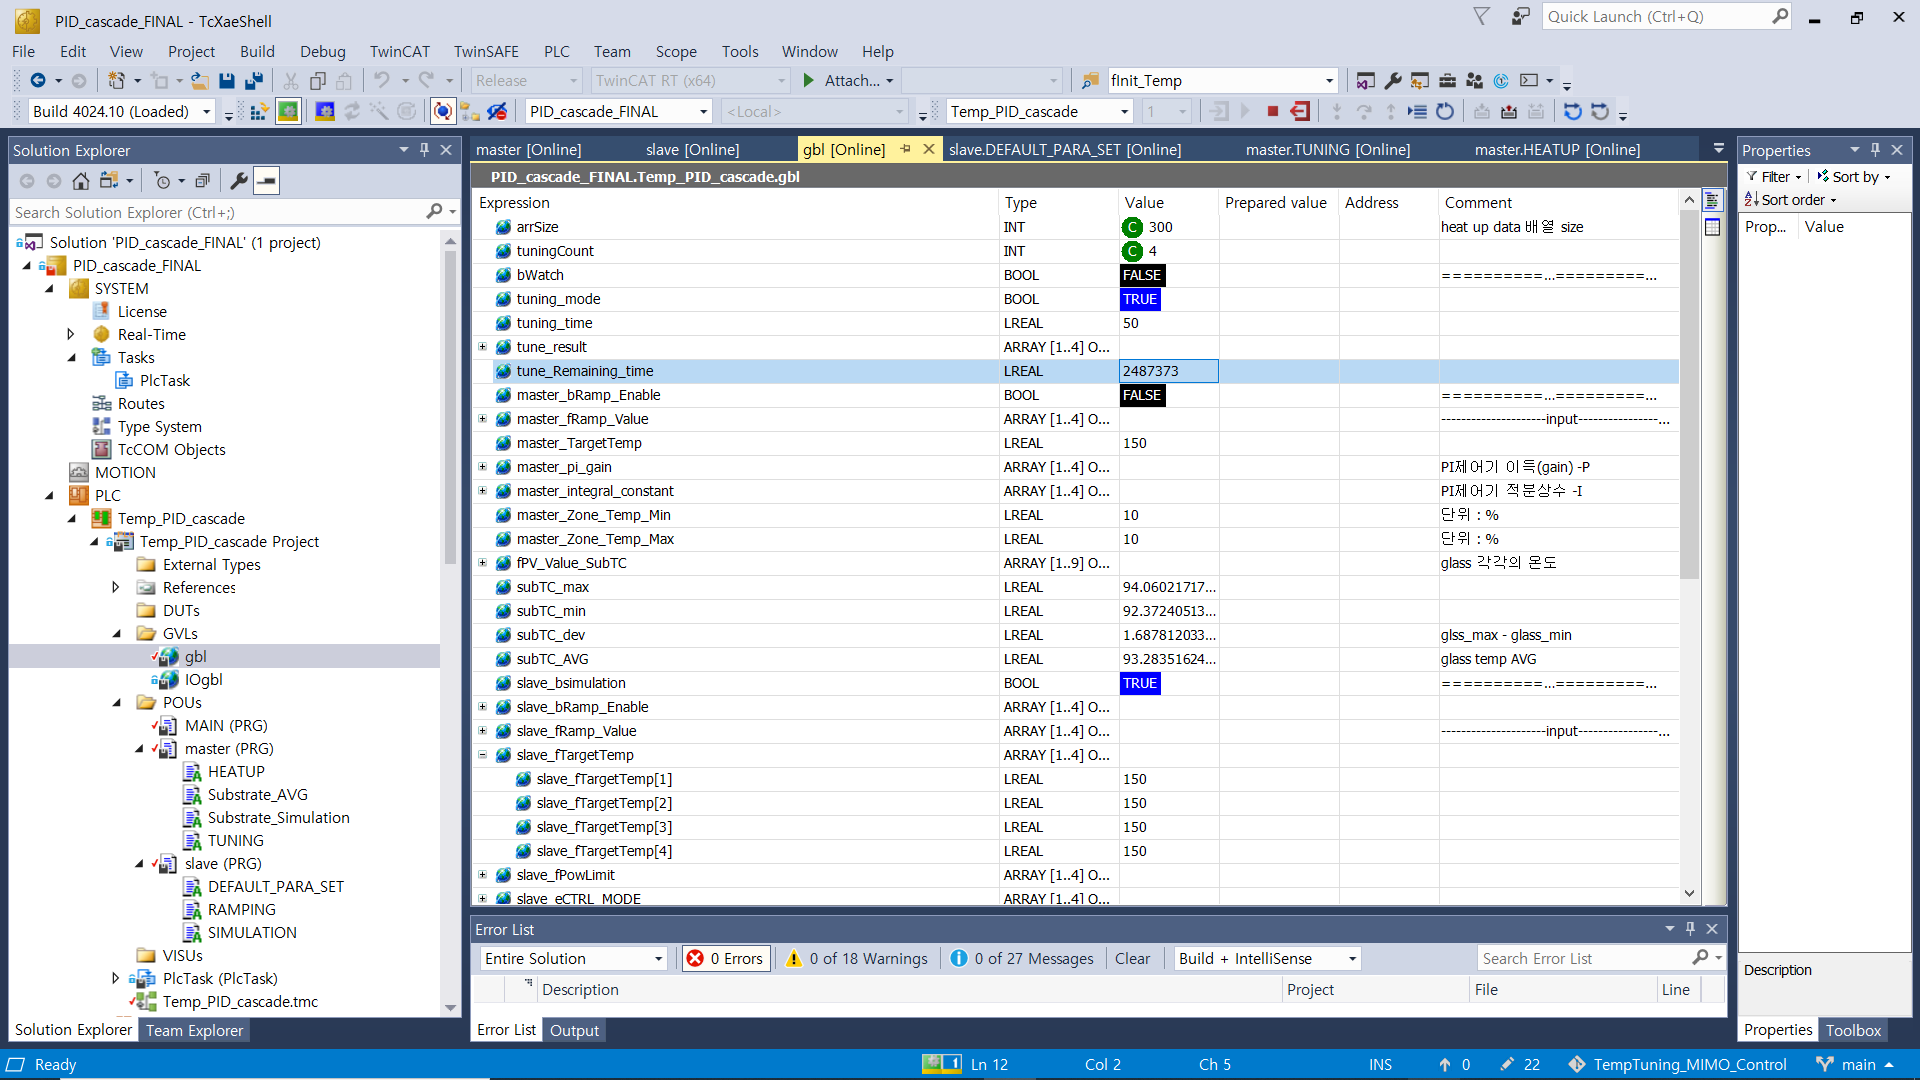 PID_cascade_FINAL - TcXaeShell
Quick Launch (Ctrl+Q)
File Edit View Project Build Debug TwinCAT TwinSAFE PLC Team Scope Tools Window Help
Release TwinCAT RT (x64) Attach... fInit_Temp
Build 4024.10 (Loaded) PID_cascade_FINAL <Local> Temp_PID_cascade 1
Solution Explorer
Search Solution Explorer (Ctrl+;)
Solution 'PID_cascade_FINAL' (1 project)
PID_cascade_FINAL
SYSTEM
License
Real-Time
Tasks
PlcTask
Routes
Type System
TcCOM Objects
MOTION
PLC
Temp_PID_cascade
Temp_PID_cascade Project
External Types
References
DUTs
GVLs
gbl
IOgbl
POUs
MAIN (PRG)
master (PRG)
HEATUP
Substrate_AVG
Substrate_Simulation
TUNING
slave (PRG)
DEFAULT_PARA_SET
RAMPING
SIMULATION
VISUs
PlcTask (PlcTask)
Temp_PID_cascade.tmc
Solution Explorer Team Explorer
master [Online] slave [Online] gbl [Online] slave.DEFAULT_PARA_SET [Online] master.TUNING [Online] master.HEATUP [Online]
PID_cascade_FINAL.Temp_PID_cascade.gbl
Expression Type Value Prepared value Address Comment
arrSize INT C 300 heat up data 배열 size
tuningCount INT C 4
bWatch BOOL FALSE ==========...=========...
tuning_mode BOOL TRUE
tuning_time LREAL 50
tune_result ARRAY [1..4] O...
tune_Remaining_time LREAL 2487373
master_bRamp_Enable BOOL FALSE ==========...=========...
master_fRamp_Value ARRAY [1..4] O... ---------------------input----------------...
master_TargetTemp LREAL 150
master_pi_gain ARRAY [1..4] O... PI제어기 이득(gain) -P
master_integral_constant ARRAY [1..4] O... PI제어기 적분상수 -I
master_Zone_Temp_Min LREAL 10 단위 : %
master_Zone_Temp_Max LREAL 10 단위 : %
fPV_Value_SubTC ARRAY [1..9] O... glass 각각의 온도
subTC_max LREAL 94.06021717...
subTC_min LREAL 92.37240513...
subTC_dev LREAL 1.687812033... glss_max - glass_min
subTC_AVG LREAL 93.28351624... glass temp AVG
slave_bsimulation BOOL TRUE ==========...=========...
slave_bRamp_Enable ARRAY [1..4] O...
slave_fRamp_Value ARRAY [1..4] O... ---------------------input----------------...
slave_fTargetTemp ARRAY [1..4] O...
slave_fTargetTemp[1] LREAL 150
slave_fTargetTemp[2] LREAL 150
slave_fTargetTemp[3] LREAL 150
slave_fTargetTemp[4] LREAL 150
slave_fPowLimit ARRAY [1..4] O...
slave_eCTRL_MODE ARRAY [1..4] O...
Error List
Entire Solution 0 Errors 0 of 18 Warnings 0 of 27 Messages Clear Build + IntelliSense Search Error List
Description Project File Line
Error List Output
Properties
Filter Sort by
Sort order
Prop... Value
Description
Properties Toolbox
Ready 1 Ln 12 Col 2 Ch 5 INS 0 22 TempTuning_MIMO_Control main